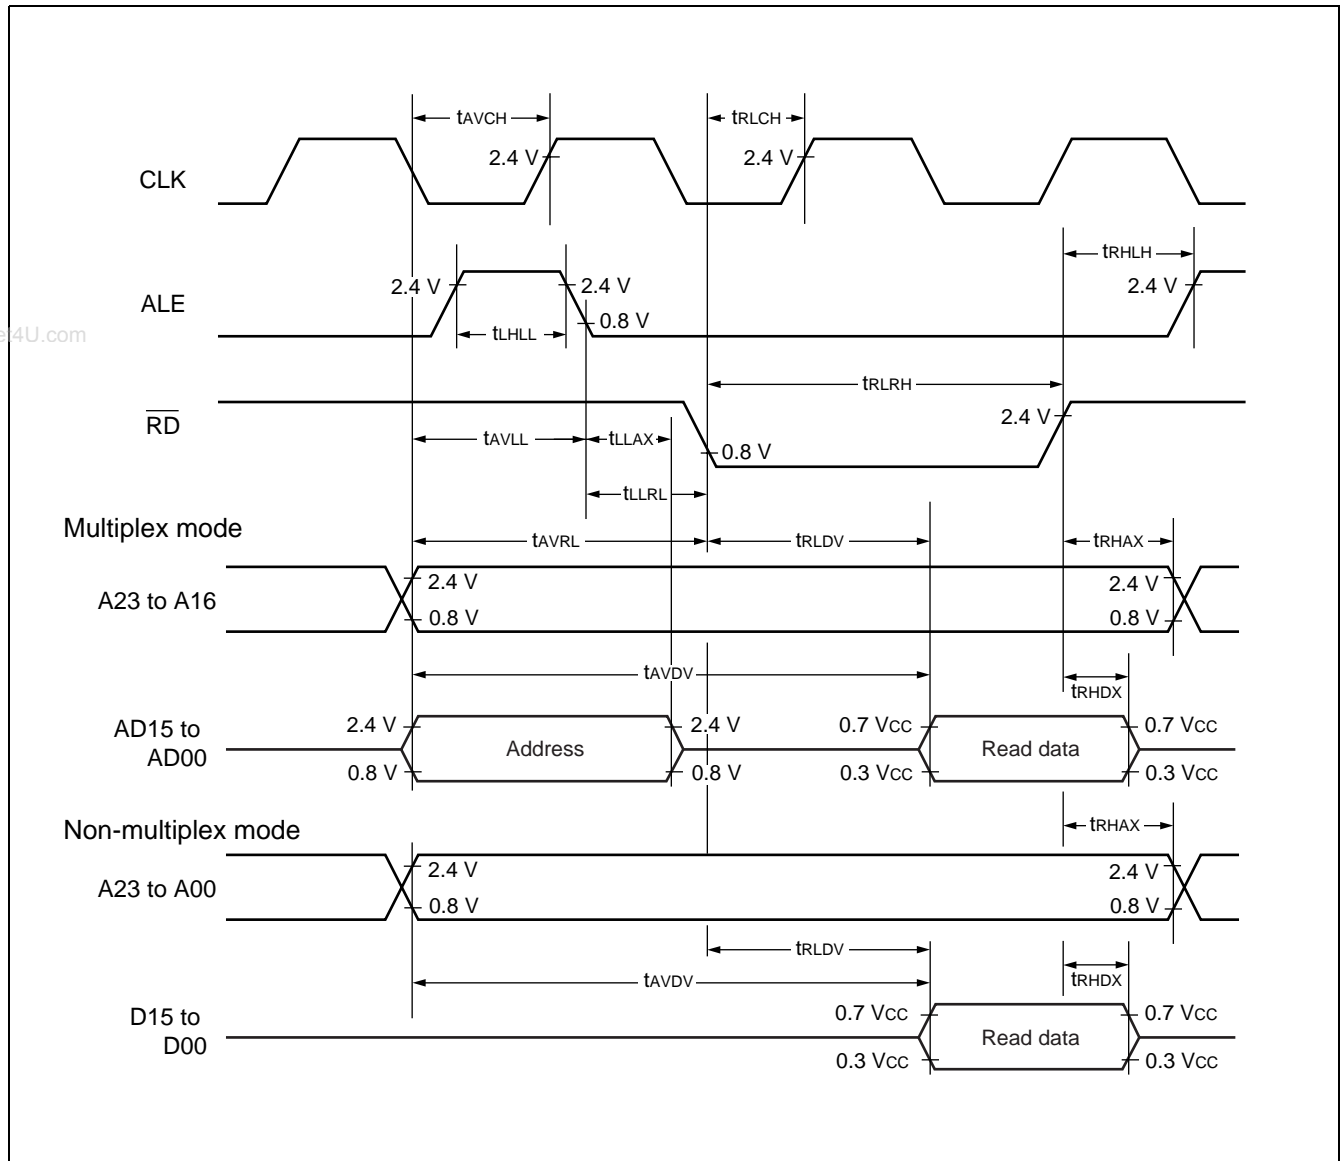 tAVCH
tRLCH
2.4 V
2.4 V
CLK
tRHLH
2.4 V
2.4 V
2.4 V
ALE
0.8 V
tLHLL
et4U.com
tRLRH
RD
2.4 V
tAVLL
tLLAX
0.8 V
tLLRL
Multiplex mode
tAVRL
tRLDV
tRHAX
2.4 V
2.4 V
A23 to A16
0.8 V
0.8 V
tAVDV
tRHDX
AD15 to
AD00
2.4 V
2.4 V
0.7 VCC
0.7 VCC
Address
Read data
0.8 V
0.8 V
0.3 VCC
0.3 VCC
Non-multiplex mode
tRHAX
2.4 V
2.4 V
A23 to A00
0.8 V
0.8 V
tRLDV
tAVDV
tRHDX
D15 to
D00
0.7 VCC
0.7 VCC
Read data
0.3 VCC
0.3 VCC